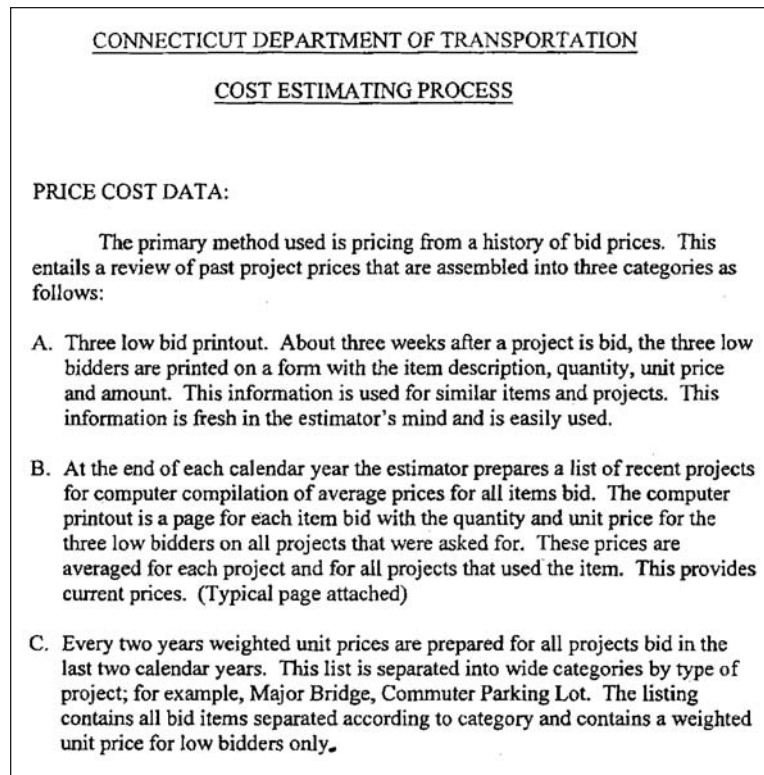 CONNECTICUT DEPARTMENT OF TRANSPORTATION
COST ESTIMATING PROCESS
PRICE COST DATA:
The primary method used is pricing from a history of bid prices. This
entails a review of past project prices that are assembled into three categories as
follows:
A. Three low bid printout. About three weeks after a project is bid, the three low
bidders are printed on a form with the item description, quantity, unit price
and amount. This information is used for similar items and projects. This
information is fresh in the estimator's mind and is easily used.
B. At the end of each calendar year the estimator prepares a list of recent projects
for computer compilation of average prices for all items bid. The computer
printout is a page for each item bid with the quantity and unit price for the
three low bidders on all projects that were asked for. These prices are
averaged for each project and for all projects that used the item. This provides
current prices. (Typical page attached)
C. Every two years weighted unit prices are prepared for all projects bid in the
last two calendar years. This list is separated into wide categories by type of
project; for example, Major Bridge, Commuter Parking Lot. The listing
contains all bid items separated according to category and contains a weighted
unit price for low bidders only.